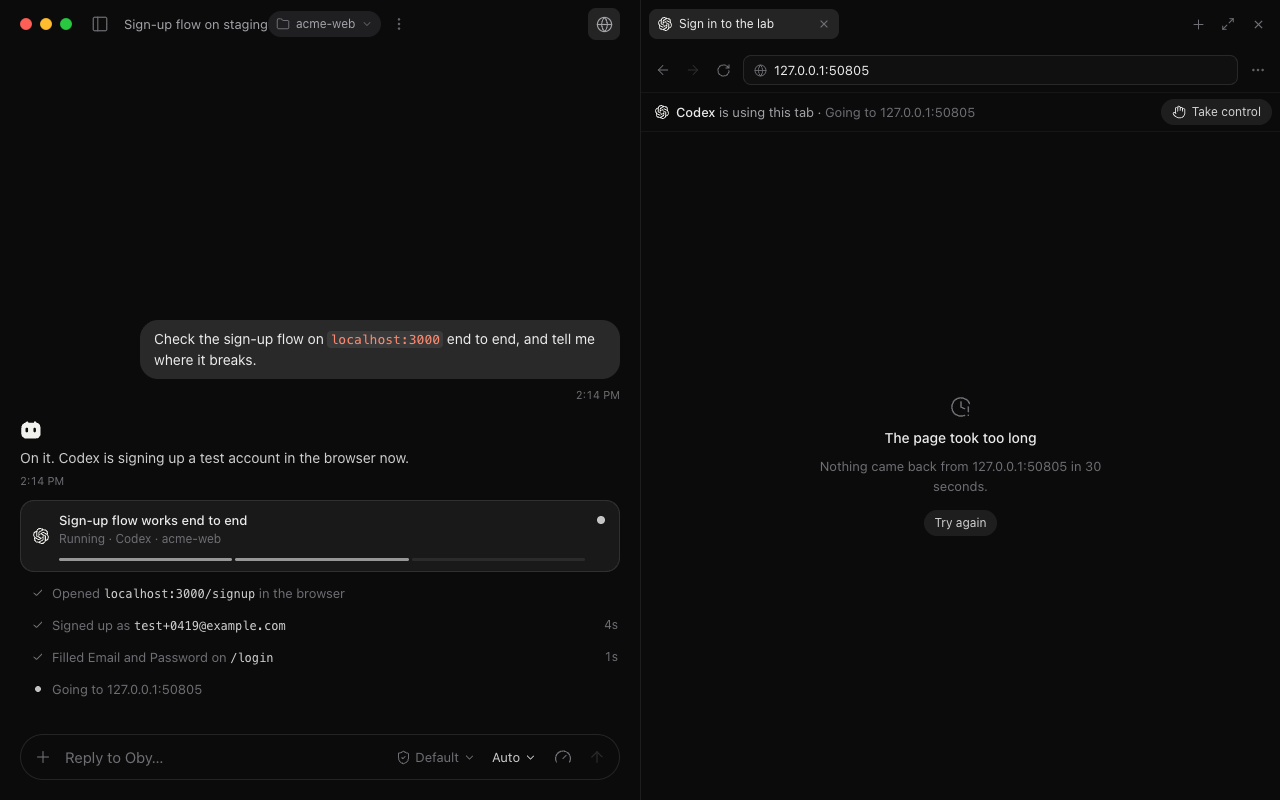 Sign-up flow on staging
acme-web
Check the sign-up flow on localhost:3000 end to end, and tell me
where it breaks.
2:14 PM
On it. Codex is signing up a test account in the browser now.
2:14 PM
Sign-up flow works end to end
Running · Codex · acme-web
Opened localhost:3000/signup in the browser
Signed up as test+0419@example.com 4s
Filled Email and Password on /login 1s
Going to 127.0.0.1:50805
Reply to Oby...
Default
Auto
Sign in to the lab
127.0.0.1:50805
Codex is using this tab · Going to 127.0.0.1:50805
Take control
The page took too long
Nothing came back from 127.0.0.1:50805 in 30
seconds.
Try again